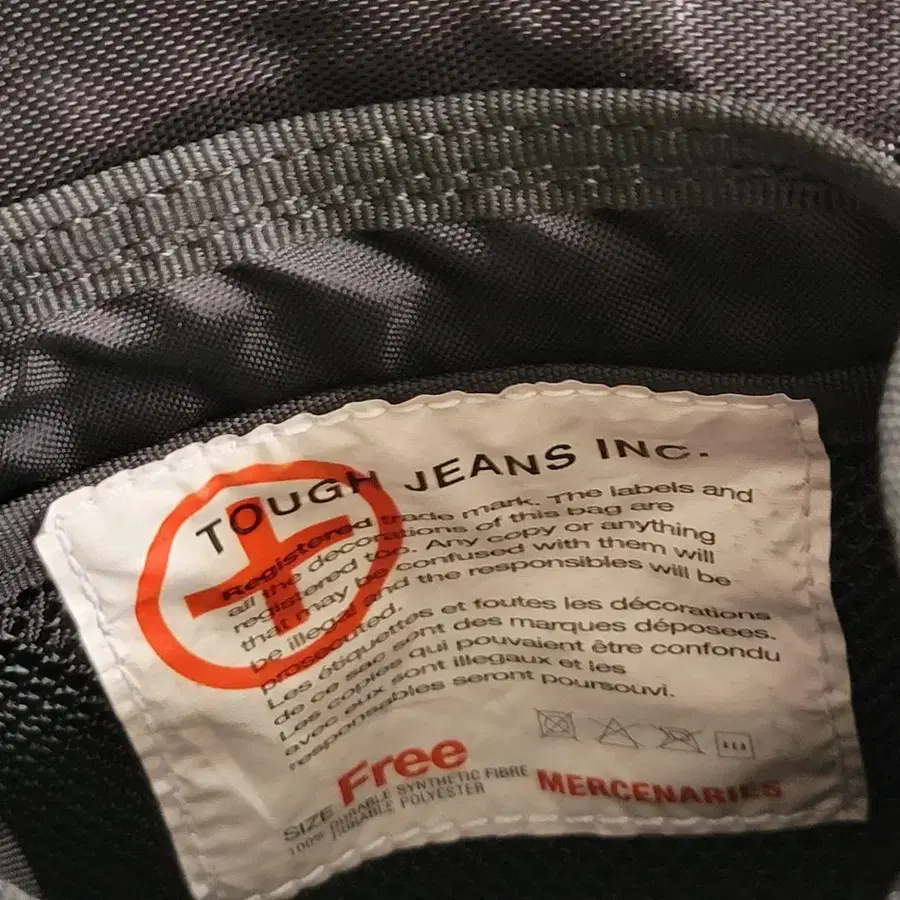 TOUGH JEANS INC.
Registered trade mark. The labels and
all the decorations of this bag are
registered too. Any copy or anything
that may be confused with them will
be illegal and the responsibles will be
prosecuted.
Les étiquettes et foutes les décorations
de ce sac sont des marques déposees.
Les copies qui pouvaient être confondu
avec eux sont illegaux et les
responsables seront poursouvi.
SIZE Free
100% DURABLE SYNTHETIC FIBRE
DURABLE POLYESTER
MERCENARIES